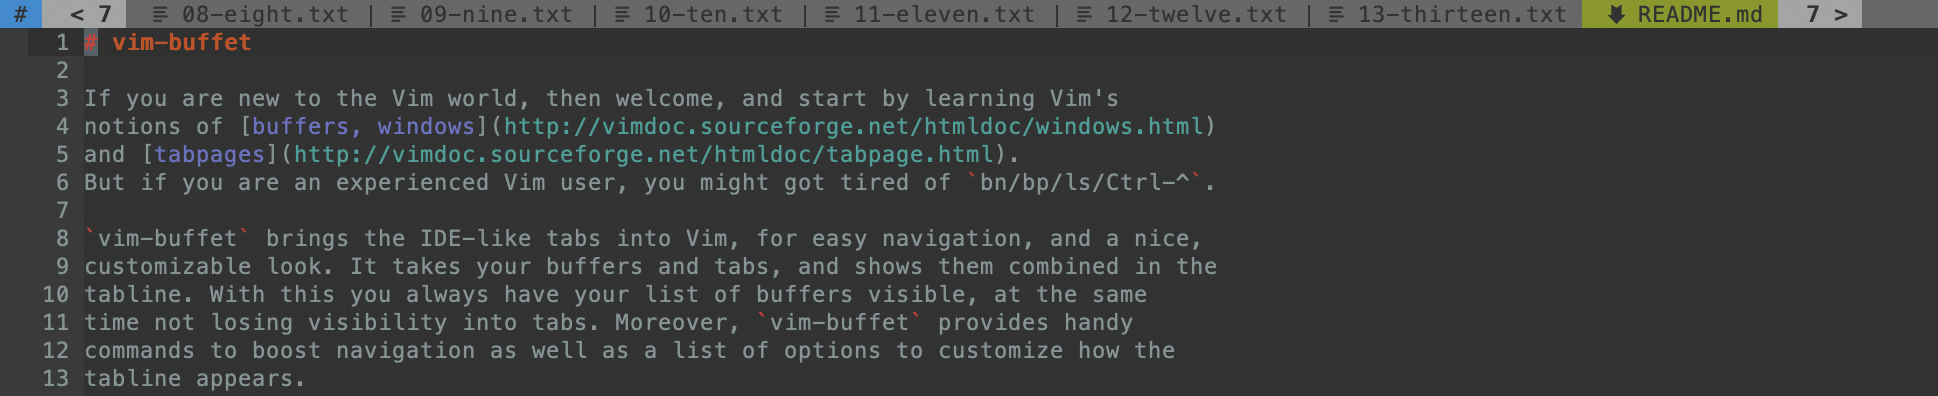 # < 7 08-eight.txt | 09-nine.txt | 10-ten.txt | 11-eleven.txt | 12-twelve.txt | 13-thirteen.txt README.md 7 >
1 # vim-buffet
2
3 If you are new to the Vim world, then welcome, and start by learning Vim's
4 notions of [buffers, windows](http://vimdoc.sourceforge.net/htmldoc/windows.html)
5 and [tabpages](http://vimdoc.sourceforge.net/htmldoc/tabpage.html).
6 But if you are an experienced Vim user, you might got tired of `bn/bp/ls/Ctrl-^`.
7
8 `vim-buffet` brings the IDE-like tabs into Vim, for easy navigation, and a nice,
9 customizable look. It takes your buffers and tabs, and shows them combined in the
10 tabline. With this you always have your list of buffers visible, at the same
11 time not losing visibility into tabs. Moreover, `vim-buffet` provides handy
12 commands to boost navigation as well as a list of options to customize how the
13 tabline appears.